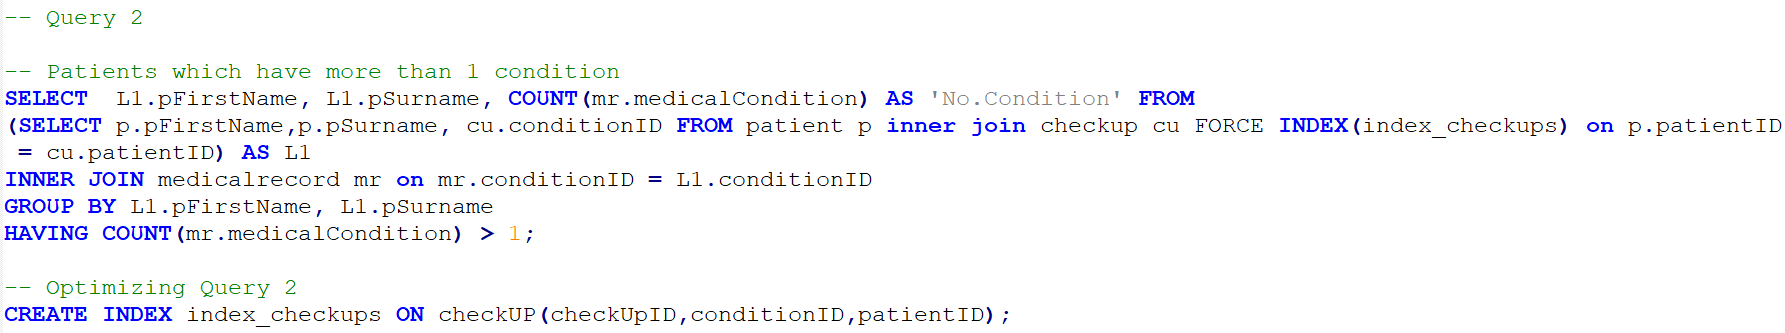 -- Query 2
-- Patients which have more than 1 condition
SELECT  L1.pFirstName, L1.pSurname, COUNT(mr.medicalCondition) AS 'No.Condition' FROM
(SELECT p.pFirstName,p.pSurname, cu.conditionID FROM patient p inner join checkup cu FORCE INDEX(index_checkups) on p.patientID
= cu.patientID) AS L1
INNER JOIN medicalrecord mr on mr.conditionID = L1.conditionID
GROUP BY L1.pFirstName, L1.pSurname
HAVING COUNT(mr.medicalCondition) > 1;
-- Optimizing Query 2
CREATE INDEX index_checkups ON checkUP(checkUpID,conditionID,patientID);